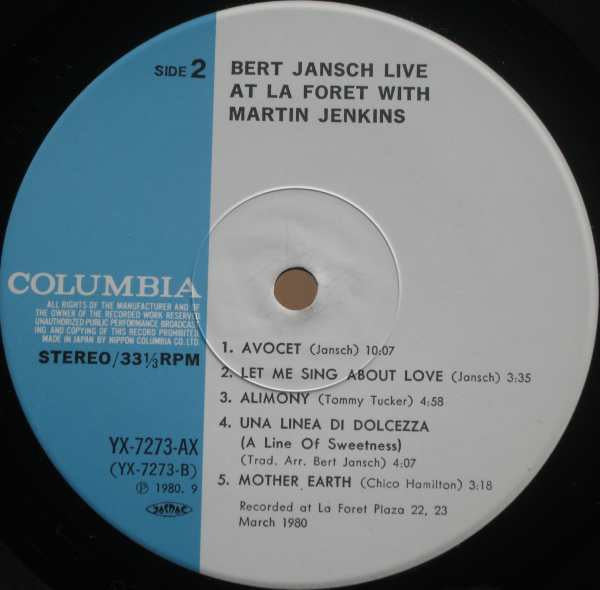 SIDE 2
BERT JANSCH LIVE
AT LA FORET WITH
MARTIN JENKINS
COLUMBIA
ALL RIGHTS OF THE MANUFACTURER AND OF
THE OWNER OF THE RECORDED WORK RESERVED.
UNAUTHORIZED PUBLIC PERFORMANCE BROADCAST-
ING AND COPYING OF THIS RECORD PROHIBITED.
MADE IN JAPAN BY NIPPON COLUMBIA CO. LTD.
STEREO/33⅓RPM
YX-7273-AX
(YX-7273-B)
℗ 1980. 9
JASRAC
1. AVOCET (Jansch) 10:07
2. LET ME SING ABOUT LOVE (Jansch) 3:35
3. ALIMONY (Tommy Tucker) 4:58
4. UNA LINEA DI DOLCEZZA
(A Line Of Sweetness)
(Trad. Arr. Bert Jansch) 4:07
5. MOTHER EARTH (Chico Hamilton) 3:18
Recorded at La Foret Plaza 22, 23
March 1980